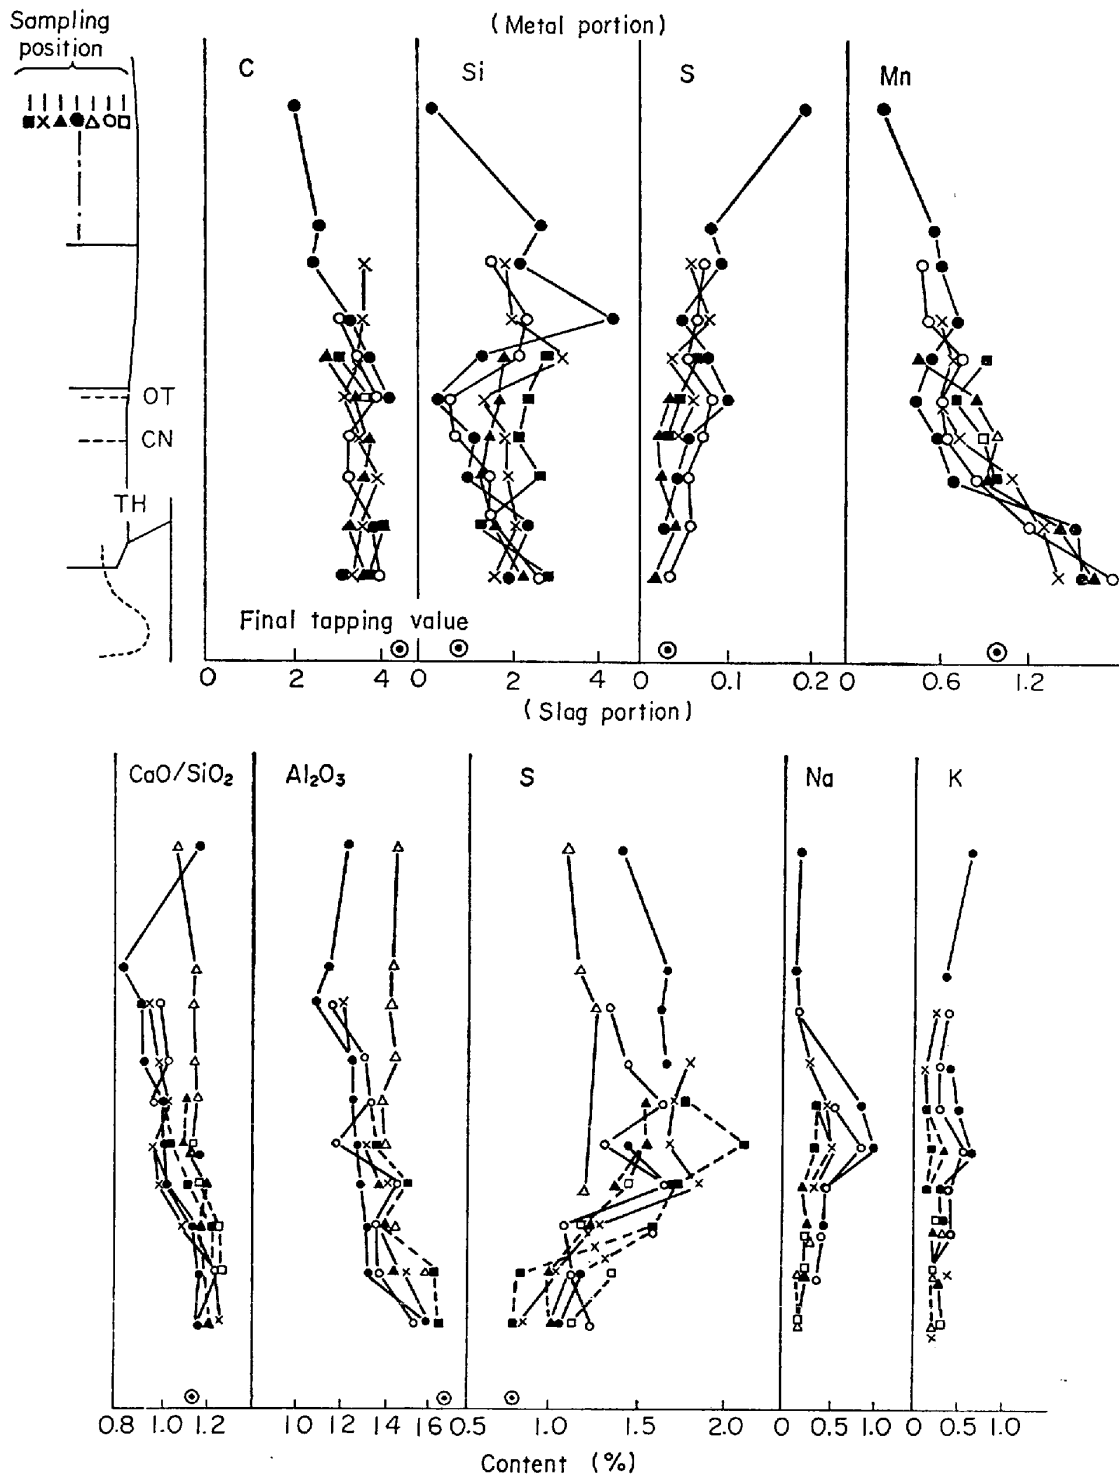 Sampling
position
(Metal portion)
C
Si
S
Mn
OT
CN
TH
Final tapping value
0 2 4 0 2 4 0 0.1 0.2 0 0.6 1.2
(Slag portion)
CaO/SiO₂
Al₂O₃
S
Na
K
0.8 1.0 1.2 10 12 14 16 0.5 1.0 1.5 2.0 0 0.5 1.0 0 0.5 1.0
Content (%)